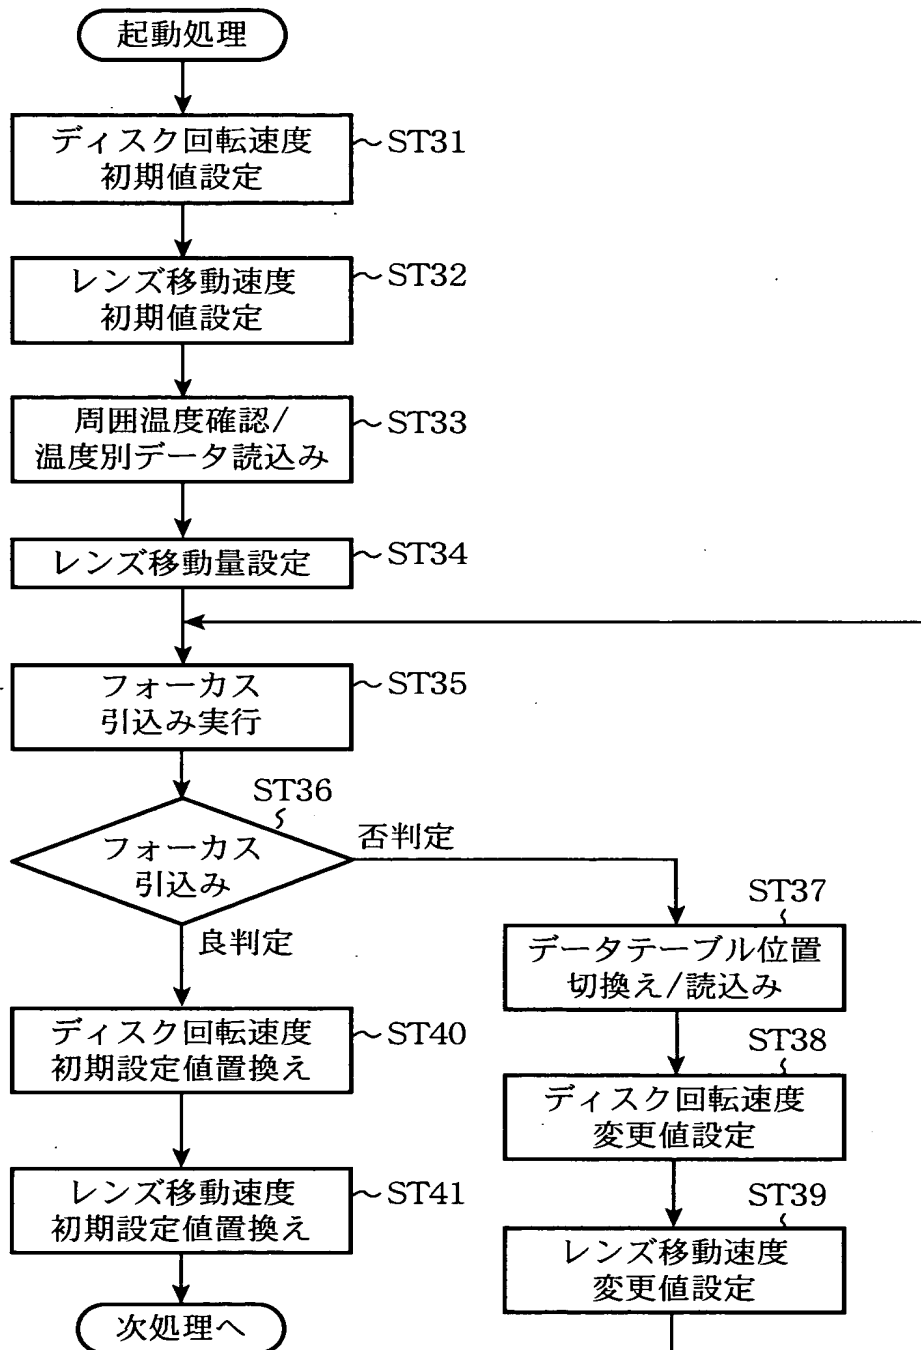 起動処理
ディスク回転速度
初期値設定
ST31
レンズ移動速度
初期値設定
ST32
周囲温度確認/
温度別データ読込み
ST33
レンズ移動量設定
ST34
フォーカス
引込み実行
ST35
ST36
フォーカス
引込み
否判定
良判定
ST37
データテーブル位置
切換え/読込み
ST38
ディスク回転速度
変更値設定
ST39
レンズ移動速度
変更値設定
ディスク回転速度
初期設定値置換え
ST40
レンズ移動速度
初期設定値置換え
ST41
次処理へ